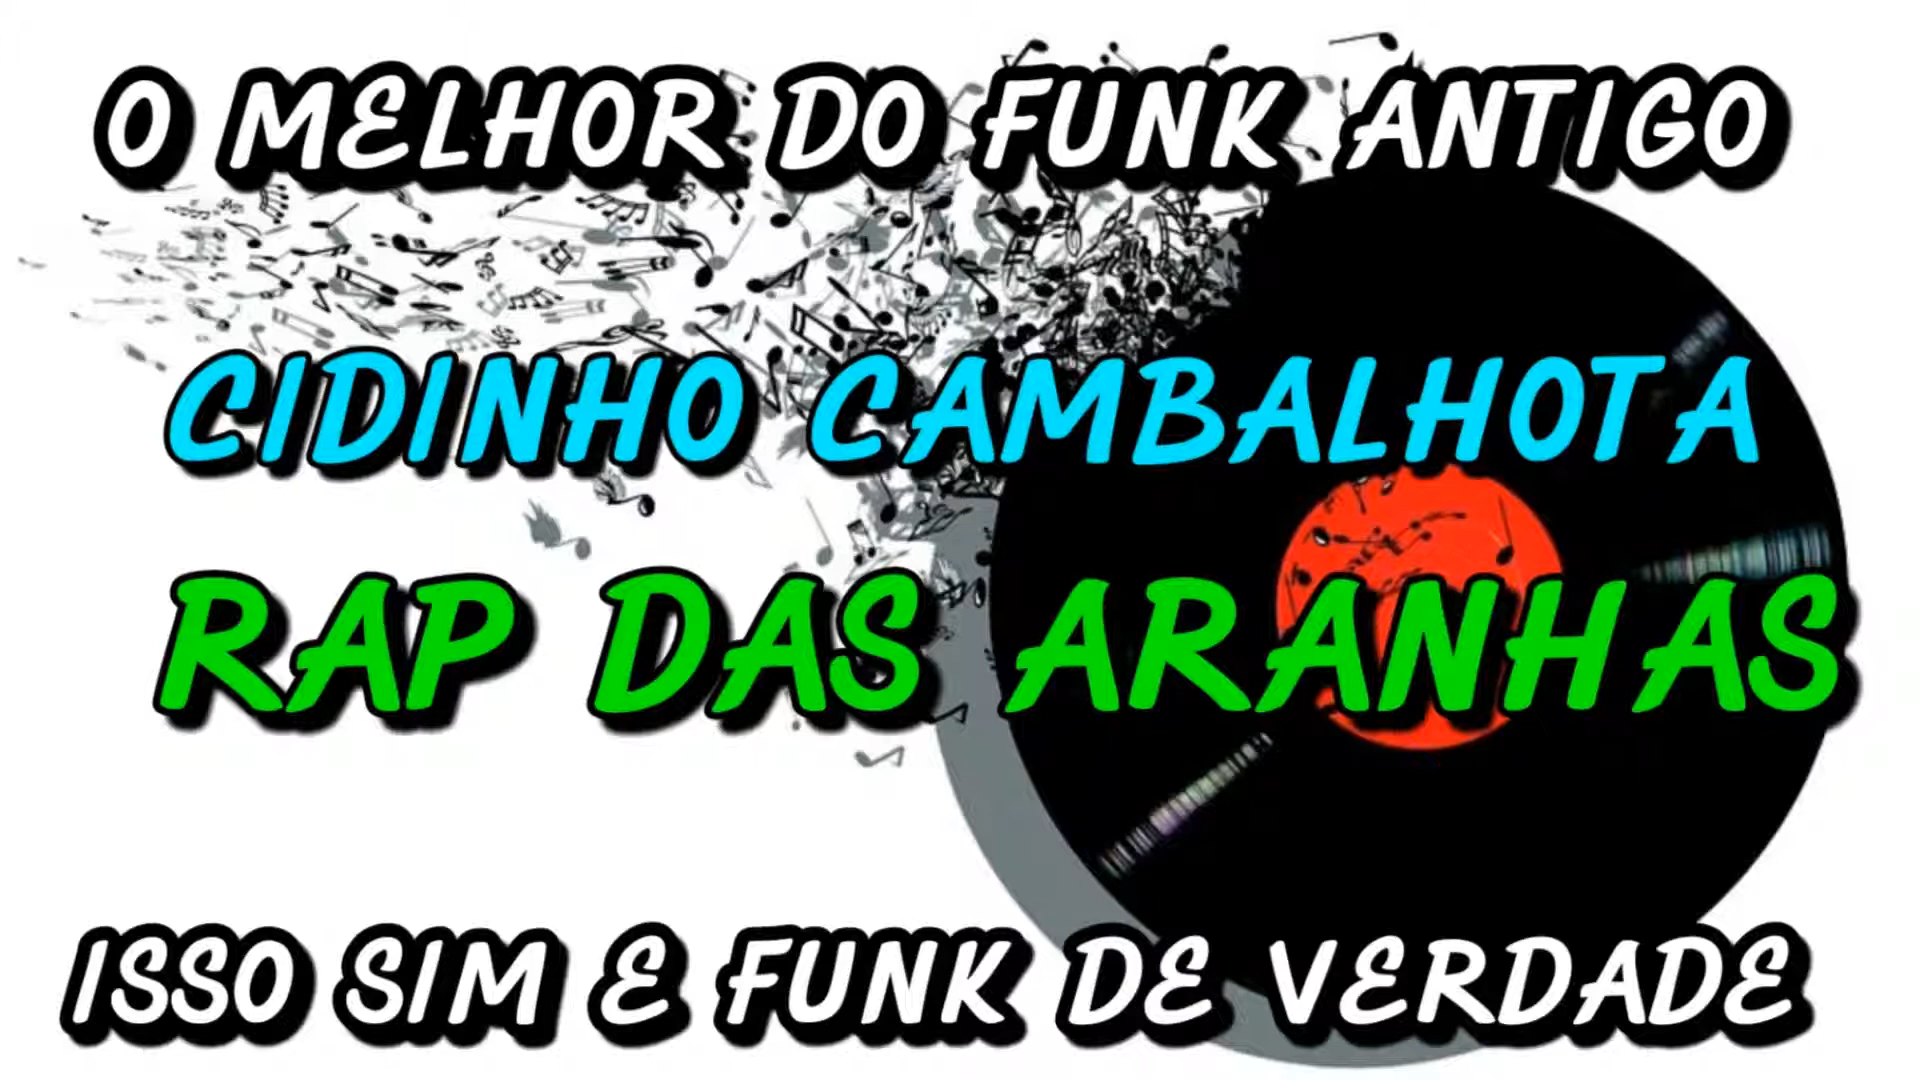 O MELHOR DO FUNK ANTIGO
CIDINHO CAMBALHOTA
RAP DAS ARANHAS
ISSO SIM E FUNK DE VERDADE